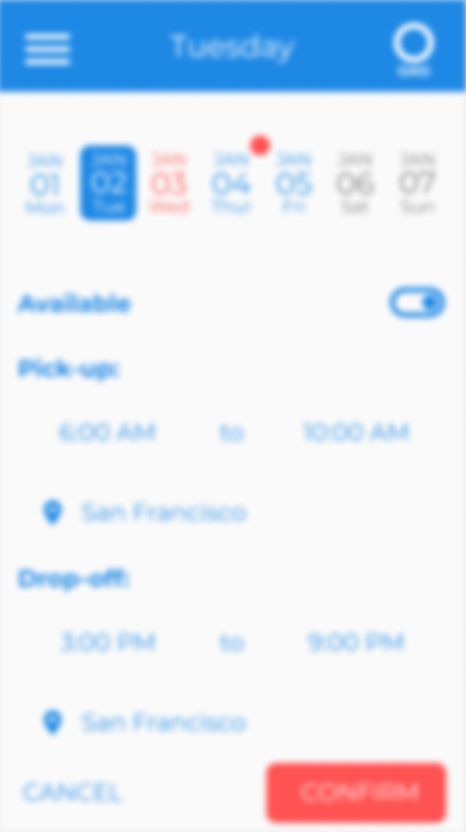 Tuesday
JAN JAN JAN JAN JAN JAN JAN
01 02 03 04 05 06 07
Mon Tue Wed Thur Fri Sat Sun
Available
Pick-up:
6:00 AM to 10:00 AM
San Francisco
Drop-off:
3:00 PM to 9:00 PM
San Francisco
CANCEL CONFIRM